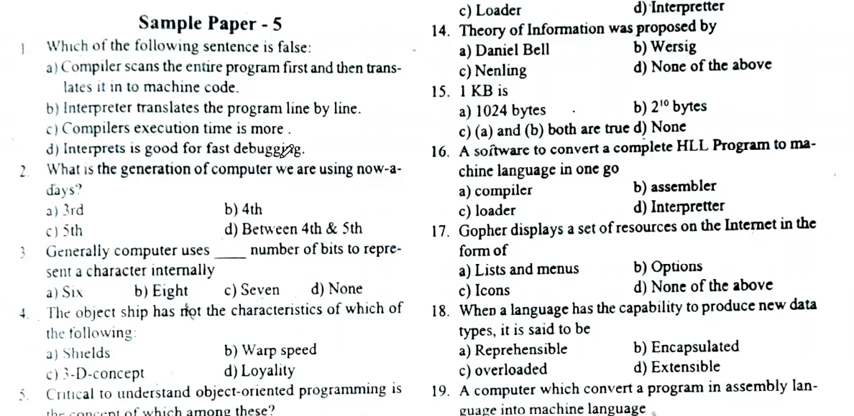 Sample Paper - 5
1. Which of the following sentence is false:
a) Compiler scans the entire program first and then trans-
lates it in to machine code.
b) Interpreter translates the program line by line.
c) Compilers execution time is more .
d) Interprets is good for fast debugging.
2. What is the generation of computer we are using now-a-
days?
a) 3rd b) 4th
c) 5th d) Between 4th & 5th
3 Generally computer uses ____ number of bits to repre-
sent a character internally
a) Six b) Eight c) Seven d) None
4. The object ship has not the characteristics of which of
the following:
a) Shields b) Warp speed
c) 3-D-concept d) Loyality
5. Critical to understand object-oriented programming is
the concept of which among these?
c) Loader d) Interpretter
14. Theory of Information was proposed by
a) Daniel Bell b) Wersig
c) Nenling d) None of the above
15. 1 KB is
a) 1024 bytes b) 2¹⁰ bytes
c) (a) and (b) both are true d) None
16. A software to convert a complete HLL Program to ma-
chine language in one go
a) compiler b) assembler
c) loader d) Interpretter
17. Gopher displays a set of resources on the Internet in the
form of
a) Lists and menus b) Options
c) Icons d) None of the above
18. When a language has the capability to produce new data
types, it is said to be
a) Reprehensible b) Encapsulated
c) overloaded d) Extensible
19. A computer which convert a program in assembly lan-
guage into machine language